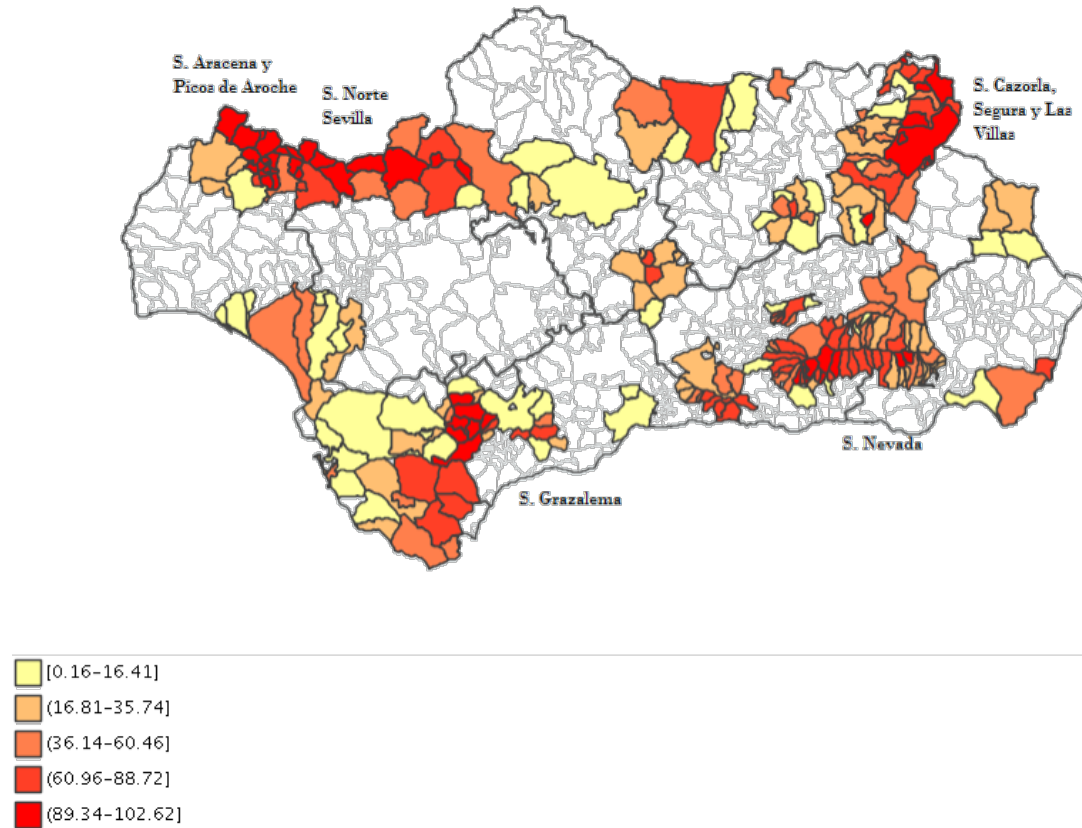 S. Aracena y
Picos de Aroche
S. Norte
Sevilla
S. Cazorla,
Segura y Las
Villas
S. Nevada
S. Grazalema
[0.16-16.41]
(16.81-35.74]
(36.14-60.46]
(60.96-88.72]
(89.34-102.62]